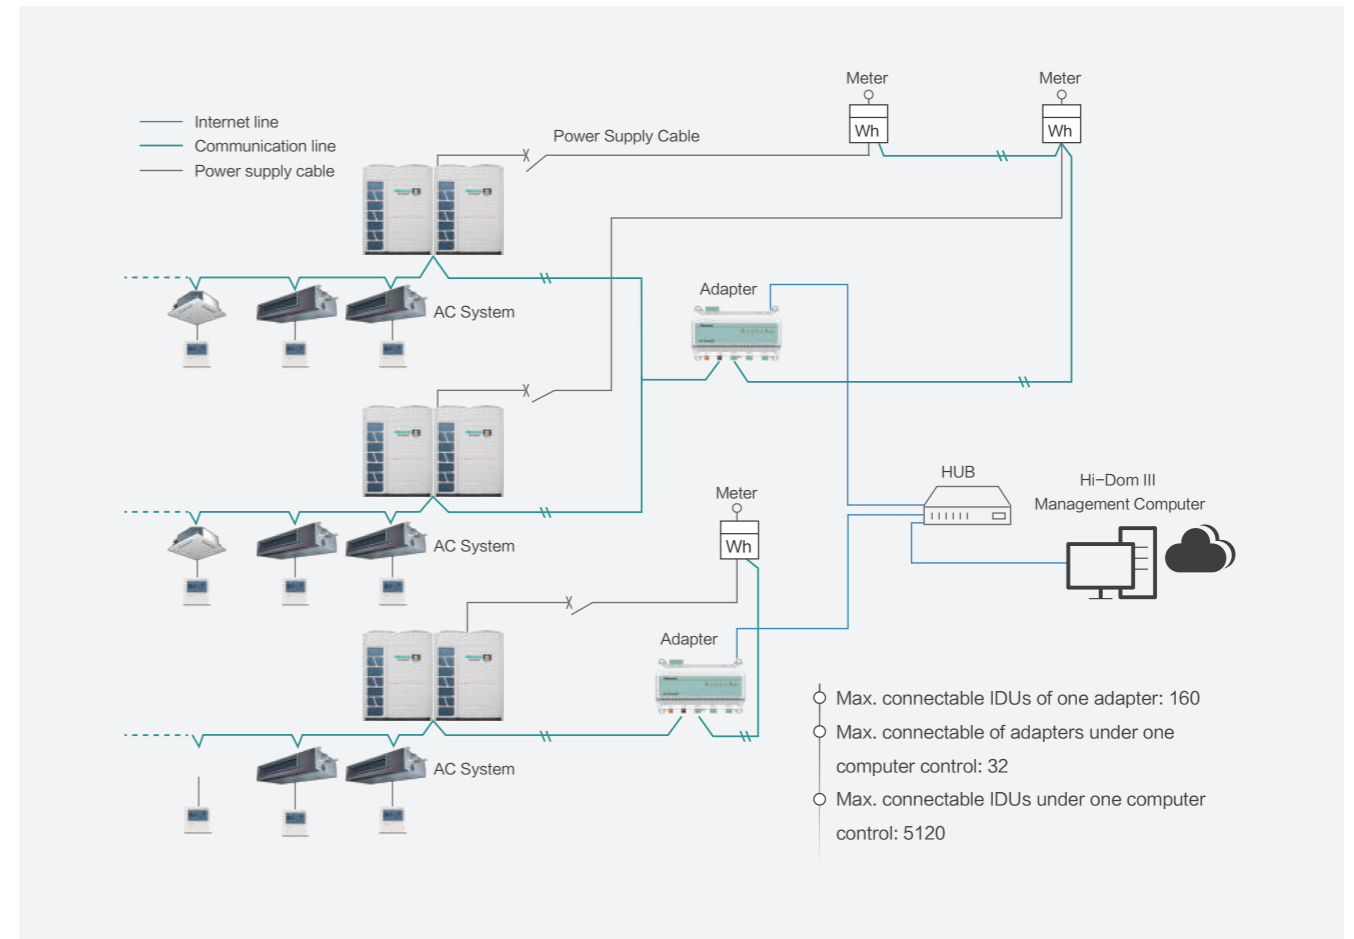 Meter
Meter
Internet line
Wh
Wh
Power Supply Cable
Communication line
Power supply cable
Adapter
AC System
HUB
Hi-Dom III
Management Computer
Meter
AC System
Wh
Adapter
Max. connectable IDUs of one adapter: 160
Max. connectable of adapters under one
computer control: 32
AC System
Max. connectable IDUs under one computer
control: 5120